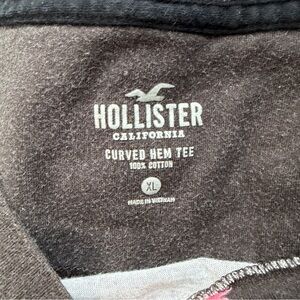 HOLLISTER
CALIFORNIA
CURVED HEM TEE
100% COTTON
XL
MADE IN VIETNAM